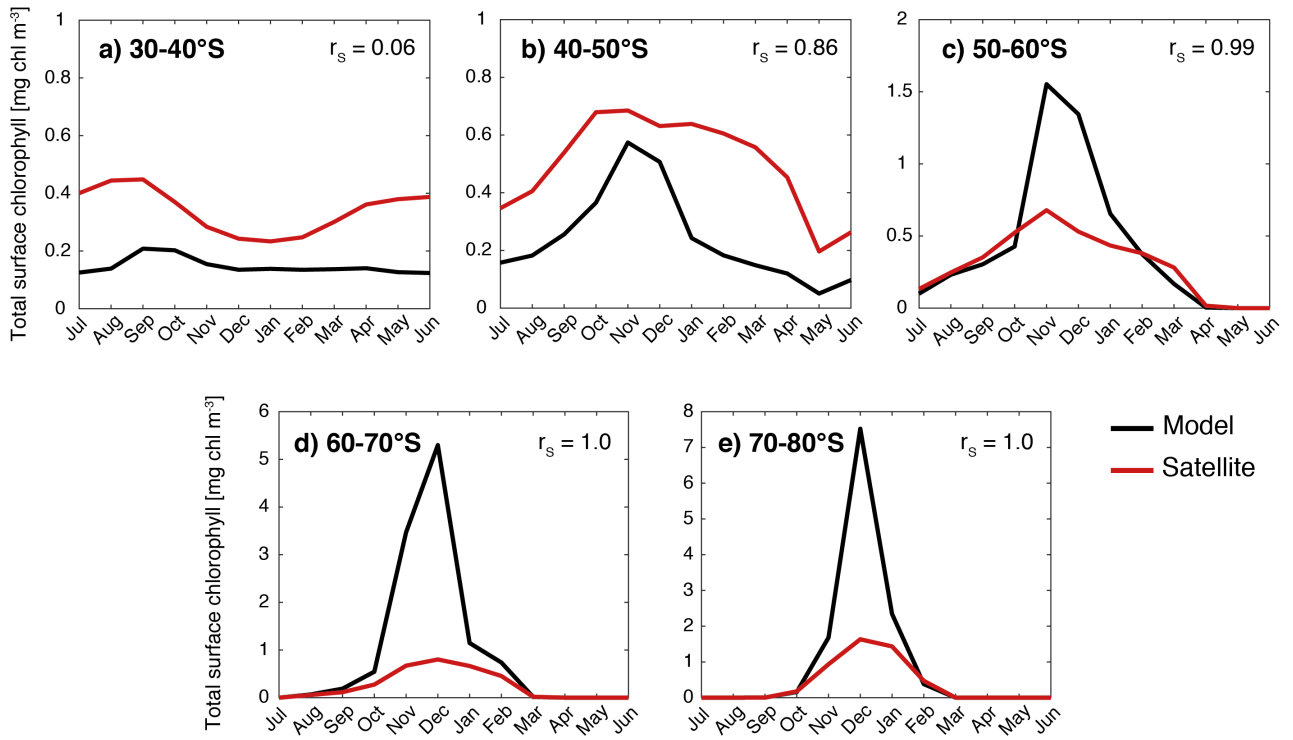 Total surface chlorophyll [mg chl m⁻³]
a) 30-40°S
rₛ = 0.06
1
0.8
0.6
0.4
0.2
0
Jul Aug Sep Oct Nov Dec Jan Feb Mar Apr May Jun
b) 40-50°S
rₛ = 0.86
1
0.8
0.6
0.4
0.2
0
Jul Aug Sep Oct Nov Dec Jan Feb Mar Apr May Jun
c) 50-60°S
rₛ = 0.99
2
1.5
1
0.5
0
Jul Aug Sep Oct Nov Dec Jan Feb Mar Apr May Jun
Total surface chlorophyll [mg chl m⁻³]
d) 60-70°S
rₛ = 1.0
6
5
4
3
2
1
0
Jul Aug Sep Oct Nov Dec Jan Feb Mar Apr May Jun
e) 70-80°S
rₛ = 1.0
8
7
6
5
4
3
2
1
0
Jul Aug Sep Oct Nov Dec Jan Feb Mar Apr May Jun
Model
Satellite